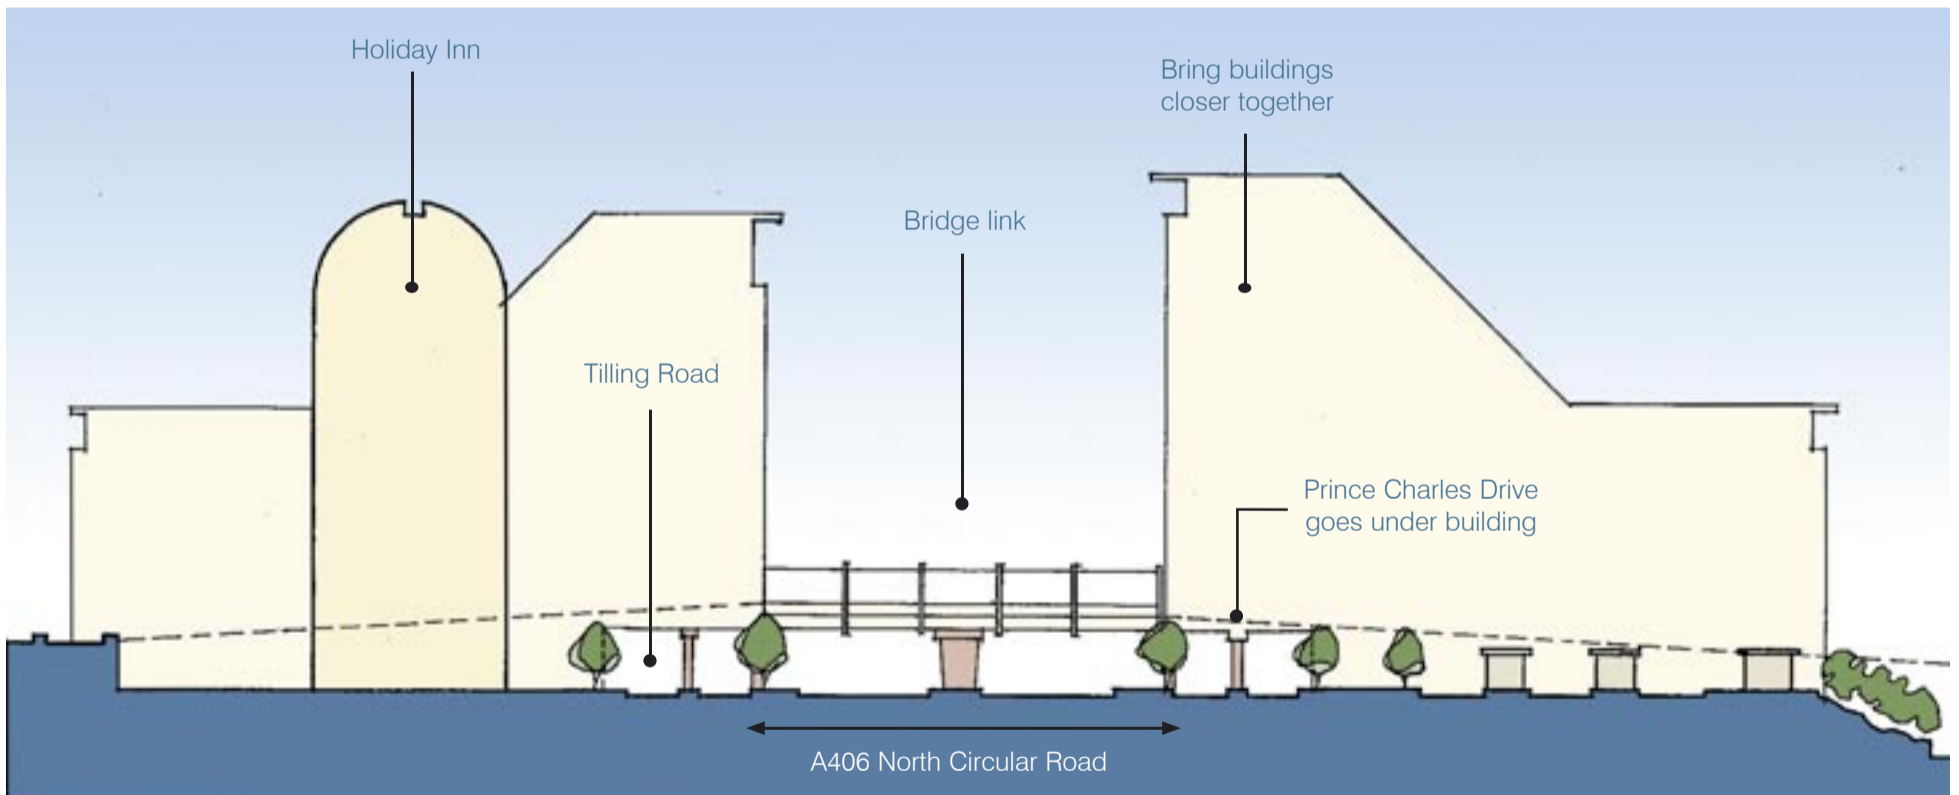 Holiday Inn
Bring buildings
closer together
Bridge link
Tilling Road
Prince Charles Drive
goes under building
A406 North Circular Road